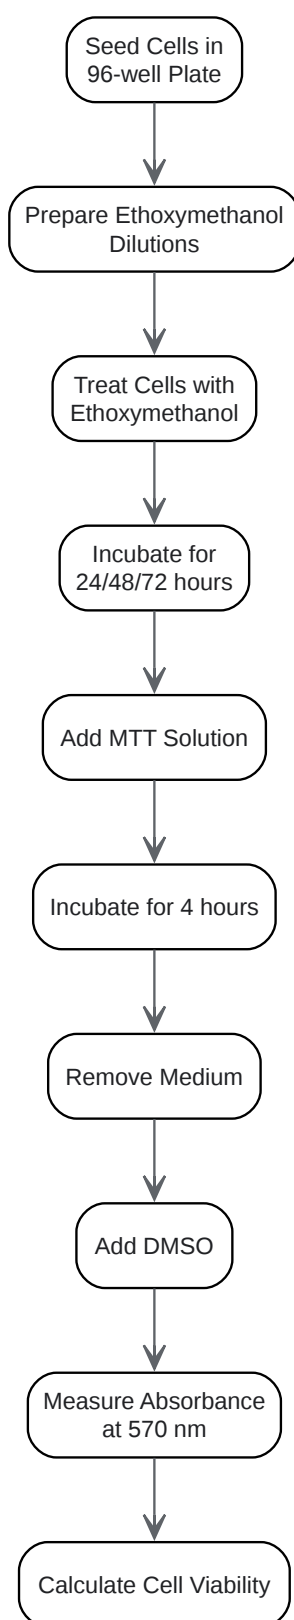 Seed Cells in
96-well Plate
Prepare Ethoxymethanol
Dilutions
Treat Cells with
Ethoxymethanol
Incubate for
24/48/72 hours
Add MTT Solution
Incubate for 4 hours
Remove Medium
Add DMSO
Measure Absorbance
at 570 nm
Calculate Cell Viability